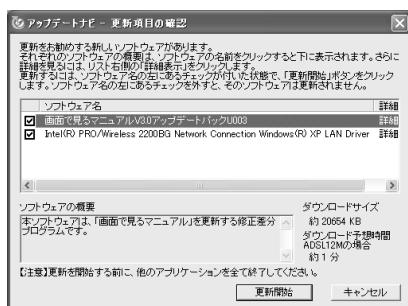 アップデートナビ - 更新項目の確認
更新をお勧めする新しいソフトウェアがあります。
それぞれのソフトウェアの概要は、ソフトウェアの名前をクリックすると下に表示されます。さらに
詳細を見るには、リスト右側の「詳細表示」をクリックします。
更新するには、ソフトウェア名の左にあるチェックが付いた状態で、「更新開始」ボタンをクリック
します。ソフトウェア名の左にあるチェックを外すと、そのソフトウェアは更新されません。
ソフトウェア名 詳細
画面で見るマニュアルV3.0アップデートパックU003 詳細
Intel(R) PRO/Wireless 2200BG Network Connection Windows(R) XP LAN Driver 詳細
ソフトウェアの概要
本ソフトウェアは、「画面で見るマニュアル」を更新する修正差分
プログラムです。
ダウンロードサイズ
約 20654 KB
ダウンロード予想時間
ADSL12Mの場合
約 1 分
【注意】更新を開始する前に、他のアプリケーションを全て終了してください。
更新開始 キャンセル